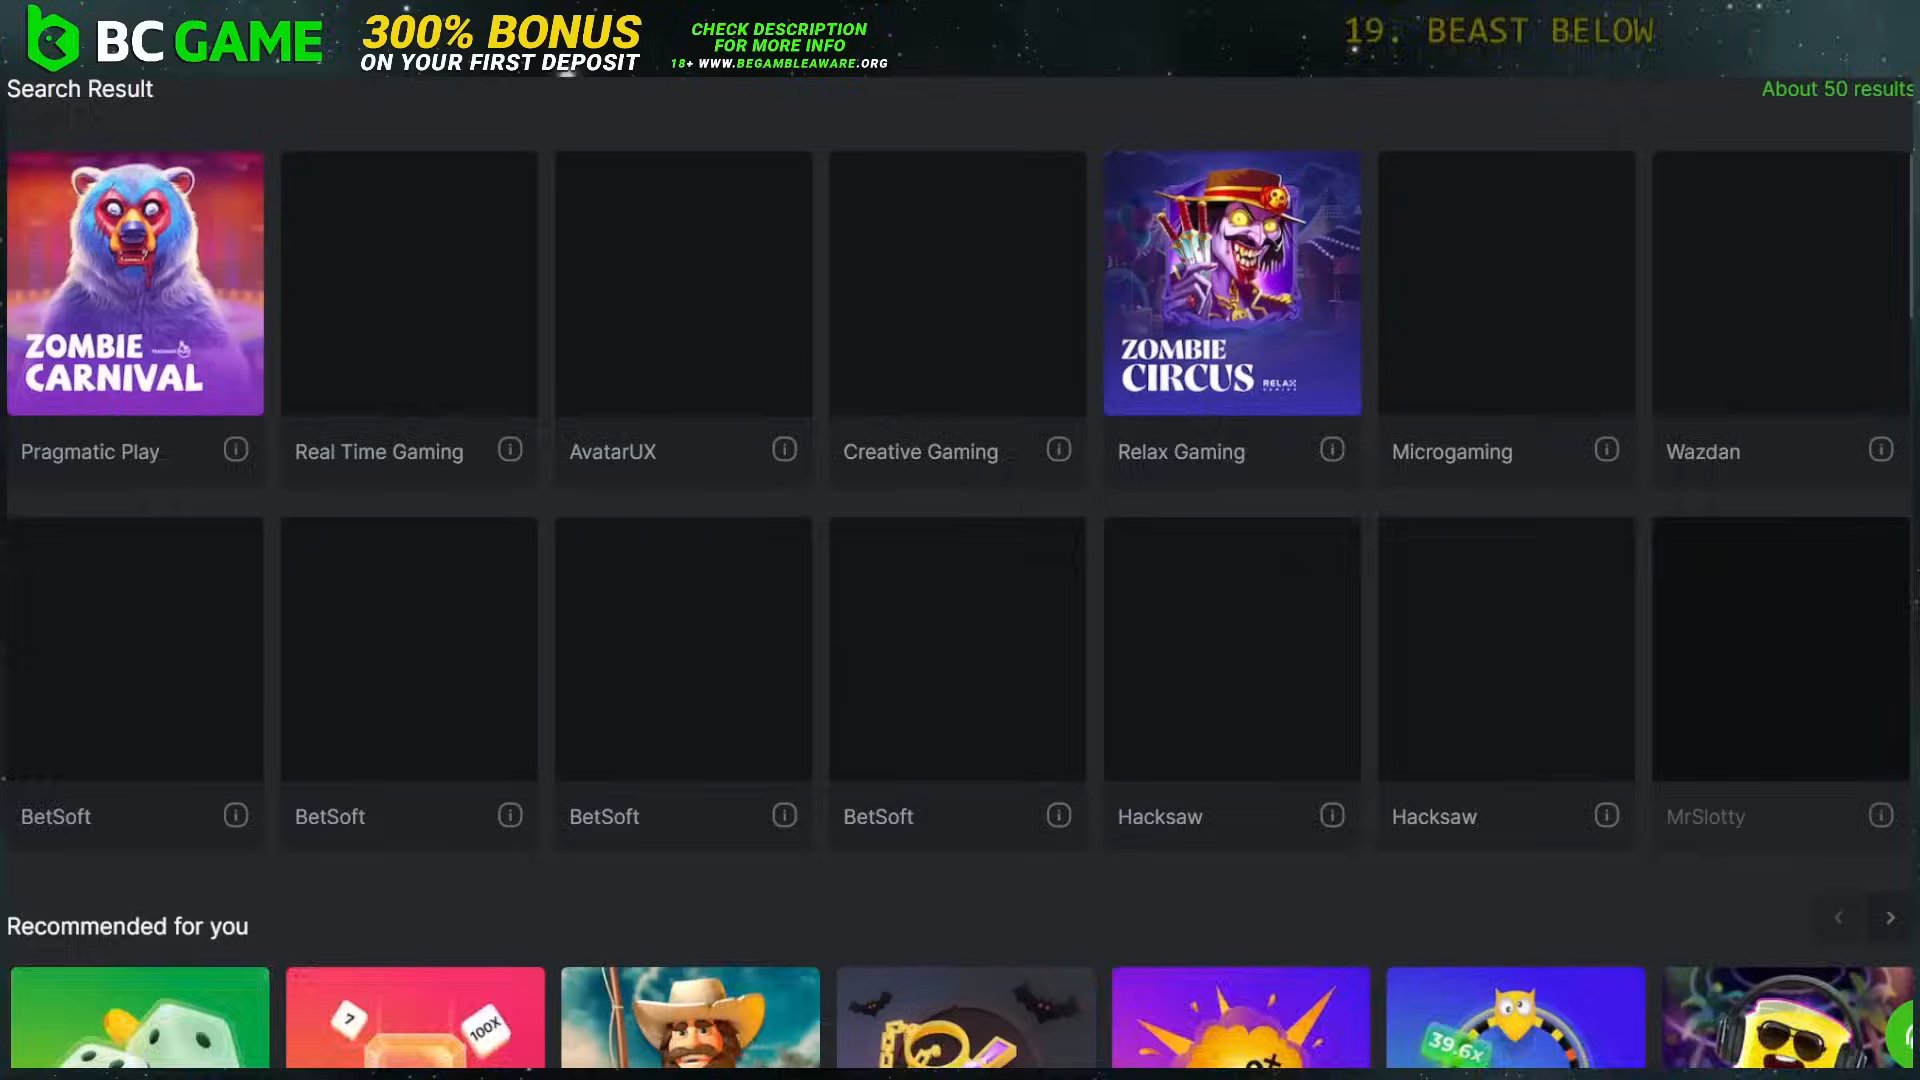 BC GAME
300% BONUS
ON YOUR FIRST DEPOSIT
CHECK DESCRIPTION
FOR MORE INFO
18+ WWW.BEGAMBLEAWARE.ORG
19. BEAST BELOW
Search Result
About 50 results
ZOMBIE
CARNIVAL
ZOMBIE
CIRCUS
RELAX
GAMING
Pragmatic Play
Real Time Gaming
AvatarUX
Creative Gaming
Relax Gaming
Microgaming
Wazdan
BetSoft
BetSoft
BetSoft
BetSoft
Hacksaw
Hacksaw
MrSlotty
Recommended for you
7
100X
39.6x